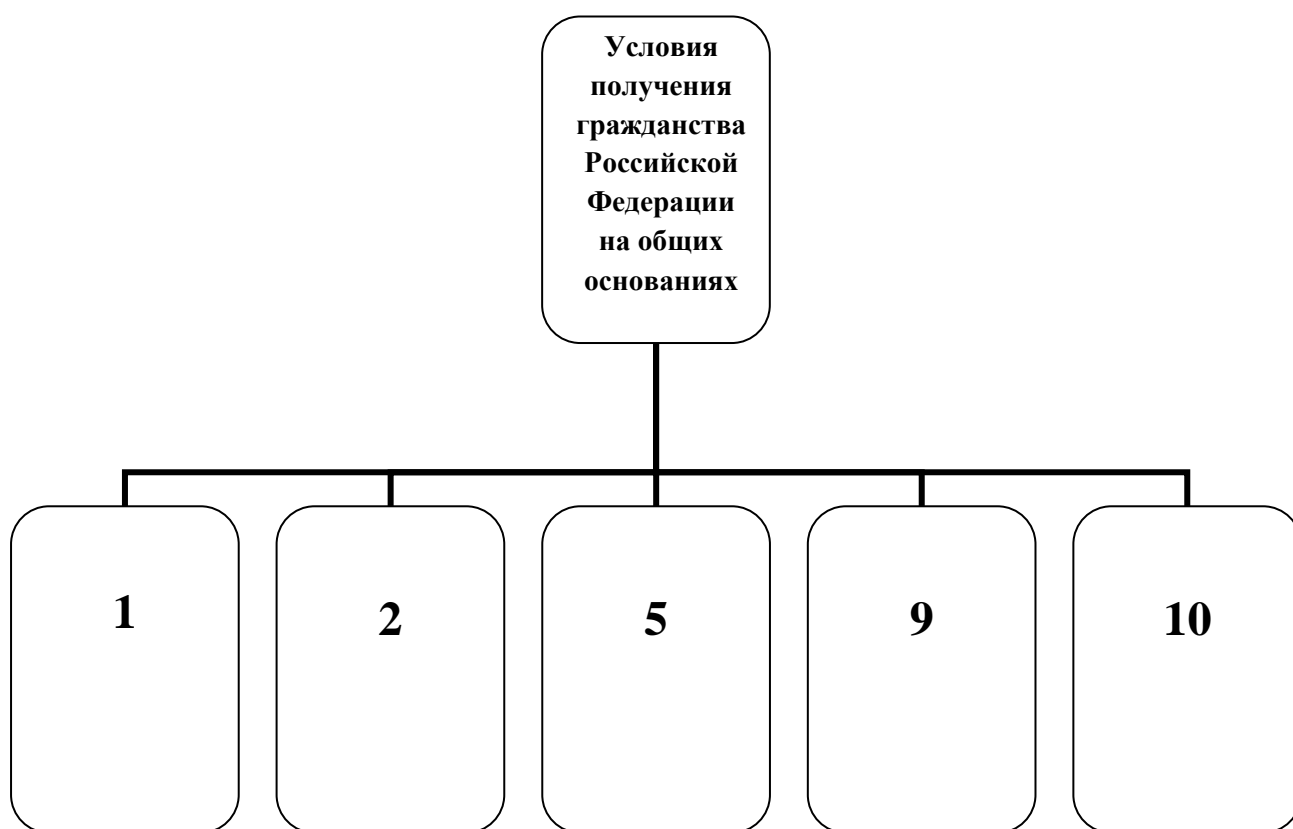 Условия
получения
гражданства
Российской
Федерации
на общих
основаниях
1
2
5
9
10